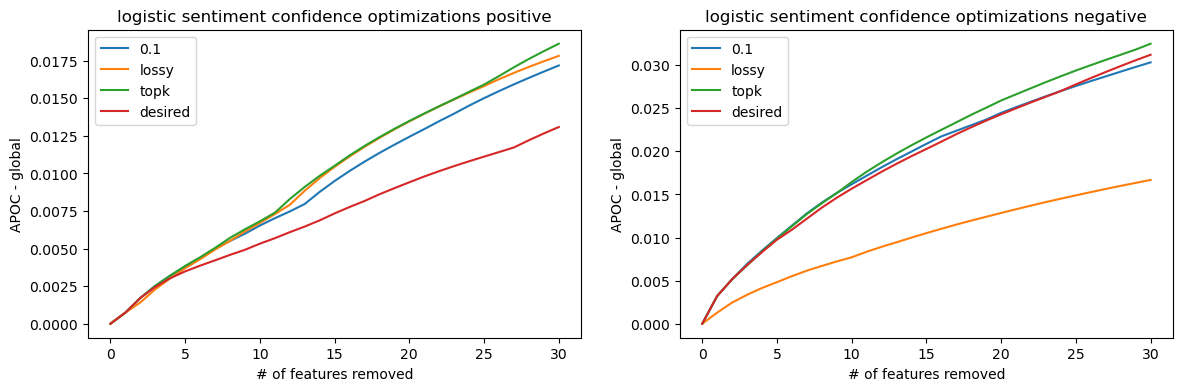 logistic sentiment confidence optimizations positive
0.1
lossy
topk
desired
0.0175
0.0150
0.0125
0.0100
0.0075
0.0050
0.0025
0.0000
APOC - global
0 5 10 15 20 25 30
# of features removed
logistic sentiment confidence optimizations negative
0.1
lossy
topk
desired
0.030
0.025
0.020
0.015
0.010
0.005
0.000
APOC - global
0 5 10 15 20 25 30
# of features removed